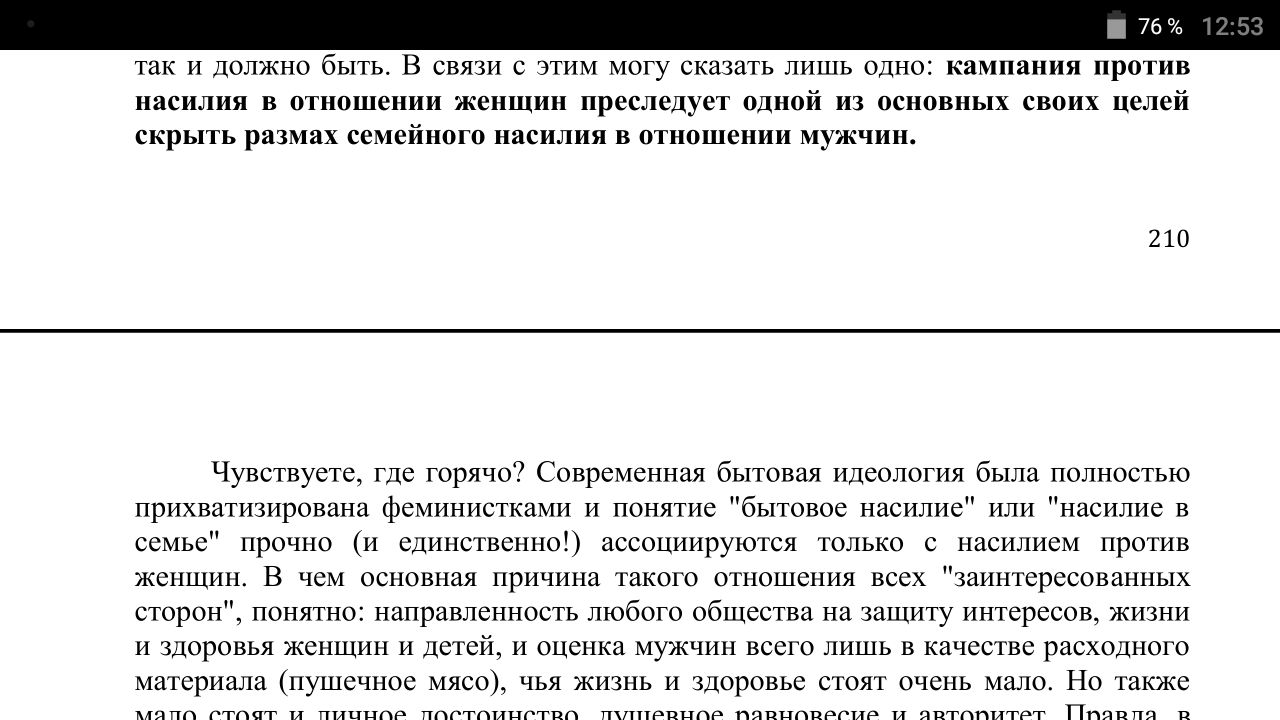 76 % 12:53
так и должно быть. В связи с этим могу сказать лишь одно: кампания против
насилия в отношении женщин преследует одной из основных своих целей
скрыть размах семейного насилия в отношении мужчин.
210
Чувствуете, где горячо? Современная бытовая идеология была полностью
прихватизирована феминистками и понятие "бытовое насилие" или "насилие в
семье" прочно (и единственно!) ассоциируются только с насилием против
женщин. В чем основная причина такого отношения всех "заинтересованных
сторон", понятно: направленность любого общества на защиту интересов, жизни
и здоровья женщин и детей, и оценка мужчин всего лишь в качестве расходного
материала (пушечное мясо), чья жизнь и здоровье стоят очень мало. Но также
мало стоят и личное достоинство, душевное равновесие и авторитет. Правда, в